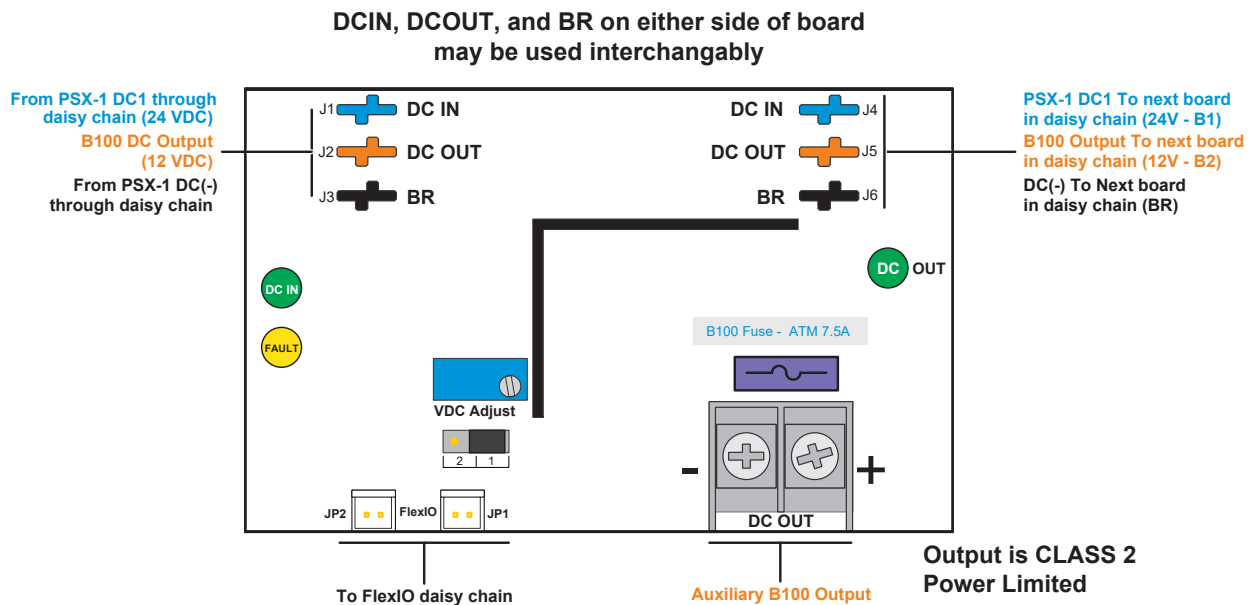 DCIN, DCOUT, and BR on either side of board
may be used interchangably
From PSX-1 DC1 through
daisy chain (24 VDC)
B100 DC Output
(12 VDC)
From PSX-1 DC(-)
through daisy chain
J1
DC IN
J2
DC OUT
J3
BR
DC IN
J4
DC OUT
J5
BR
J6
PSX-1 DC1 To next board
in daisy chain (24V - B1)
B100 Output To next board
in daisy chain (12V - B2)
DC(-) To Next board
in daisy chain (BR)
DC IN
FAULT
DC OUT
B100 Fuse - ATM 7.5A
VDC Adjust
2 1
JP2 FlexIO JP1
- +
DC OUT
To FlexIO daisy chain
Auxiliary B100 Output
Output is CLASS 2
Power Limited